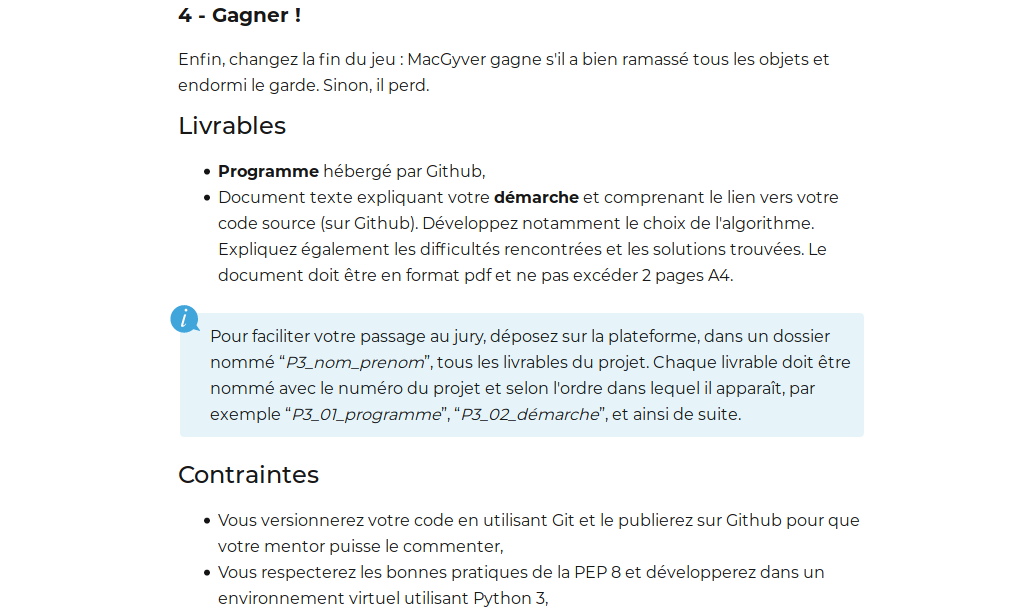 4 - Gagner !
Enfin, changez la fin du jeu : MacGyver gagne s'il a bien ramassé tous les objets et
endormi le garde. Sinon, il perd.
Livrables
• Programme hébergé par Github,
• Document texte expliquant votre démarche et comprenant le lien vers votre
code source (sur Github). Développez notamment le choix de l'algorithme.
Expliquez également les difficultés rencontrées et les solutions trouvées. Le
document doit être en format pdf et ne pas excéder 2 pages A4.
i
Pour faciliter votre passage au jury, déposez sur la plateforme, dans un dossier
nommé “P3_nom_prenom”, tous les livrables du projet. Chaque livrable doit être
nommé avec le numéro du projet et selon l'ordre dans lequel il apparaît, par
exemple “P3_01_programme”, “P3_02_démarche”, et ainsi de suite.
Contraintes
• Vous versionnerez votre code en utilisant Git et le publierez sur Github pour que
votre mentor puisse le commenter,
• Vous respecterez les bonnes pratiques de la PEP 8 et développerez dans un
environnement virtuel utilisant Python 3,